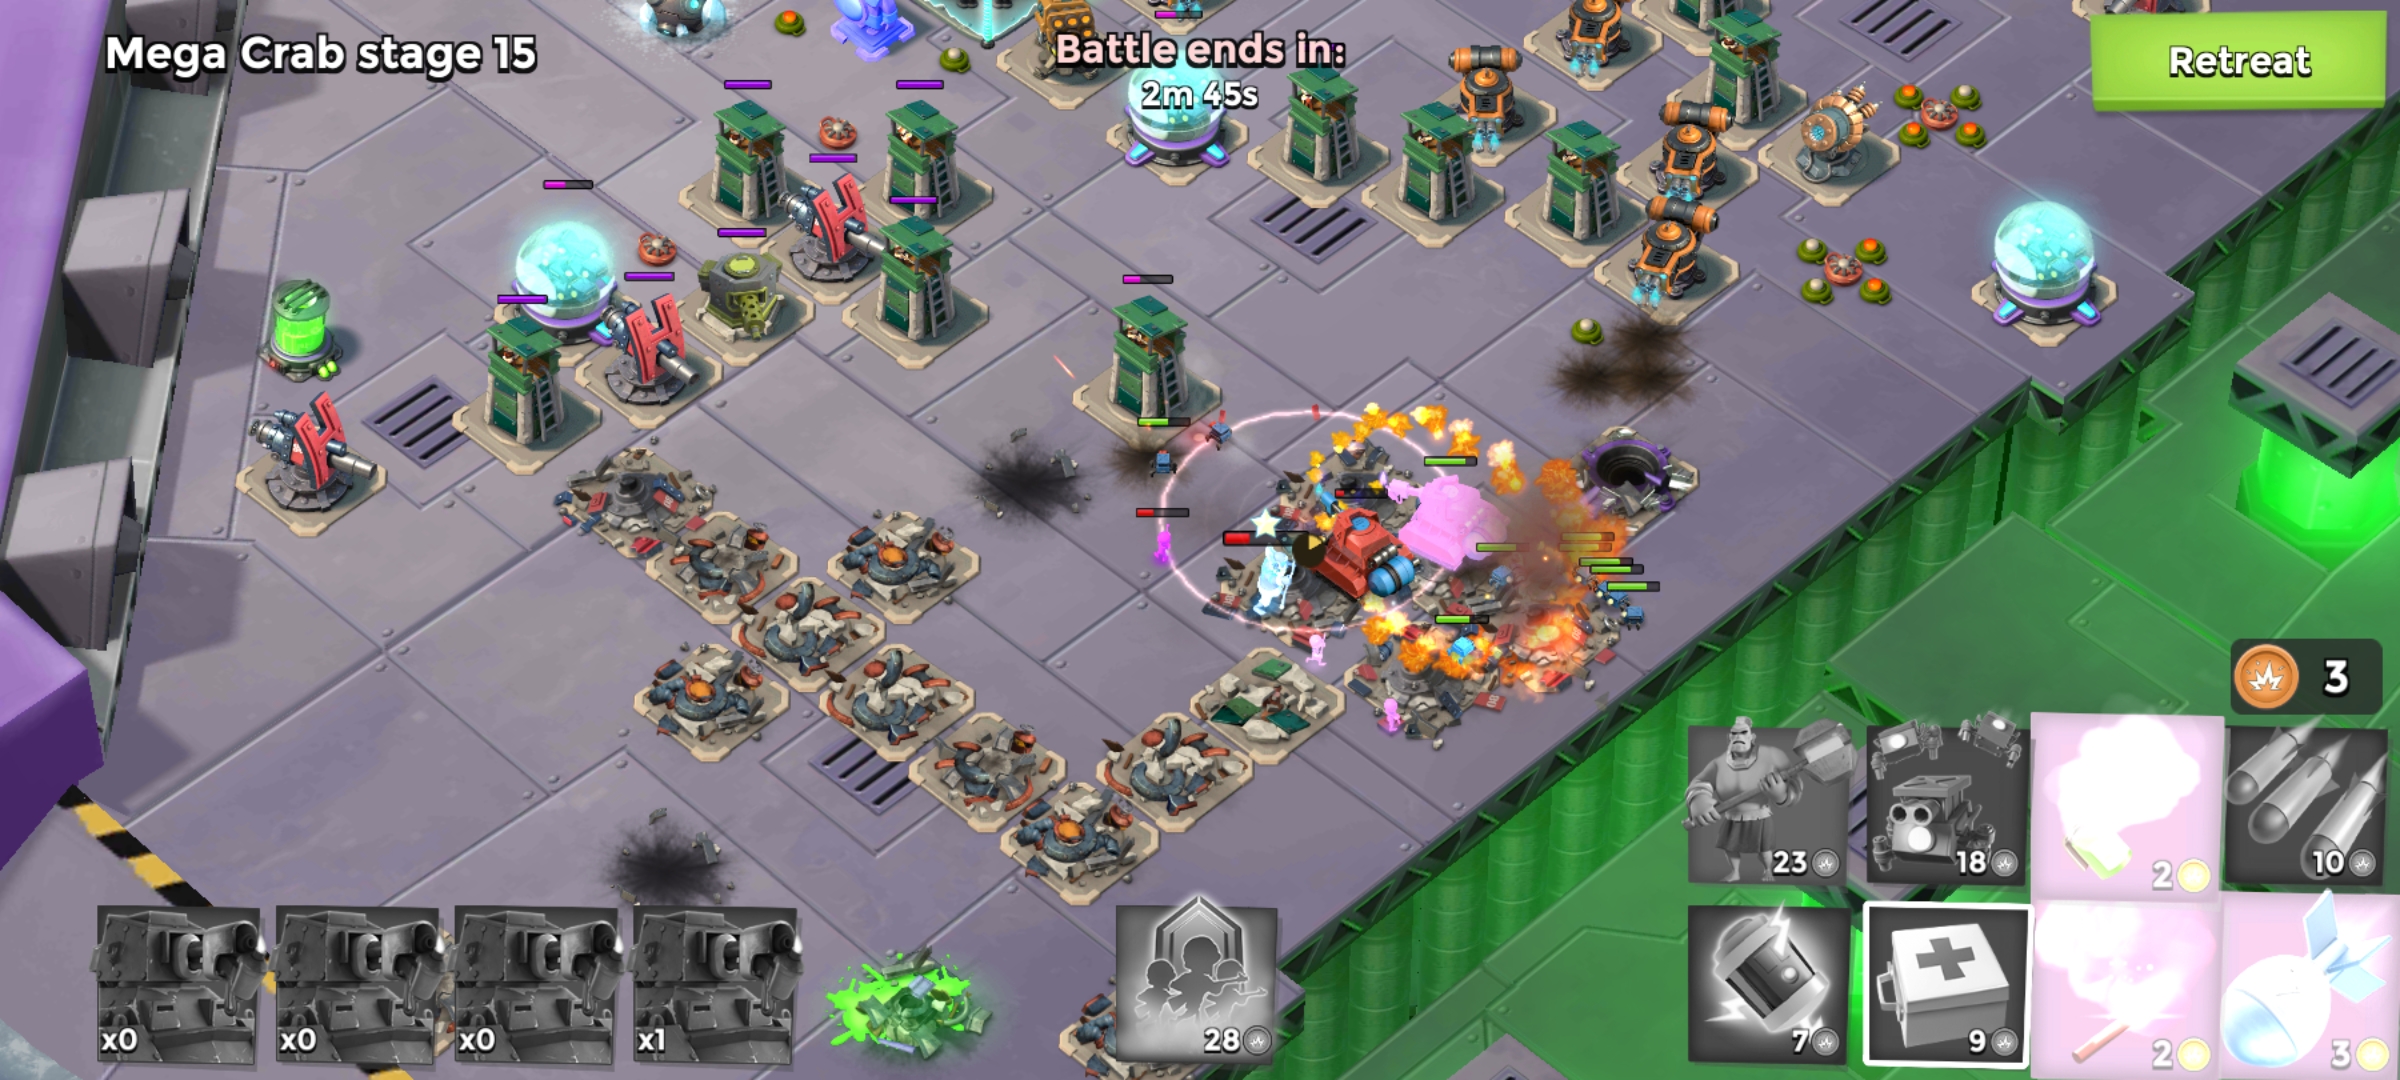 Mega Crab stage 15
Battle ends in:
2m 45s
Retreat
3
23
18
2
10
7
9
2
3
x0
x0
x0
x1
28